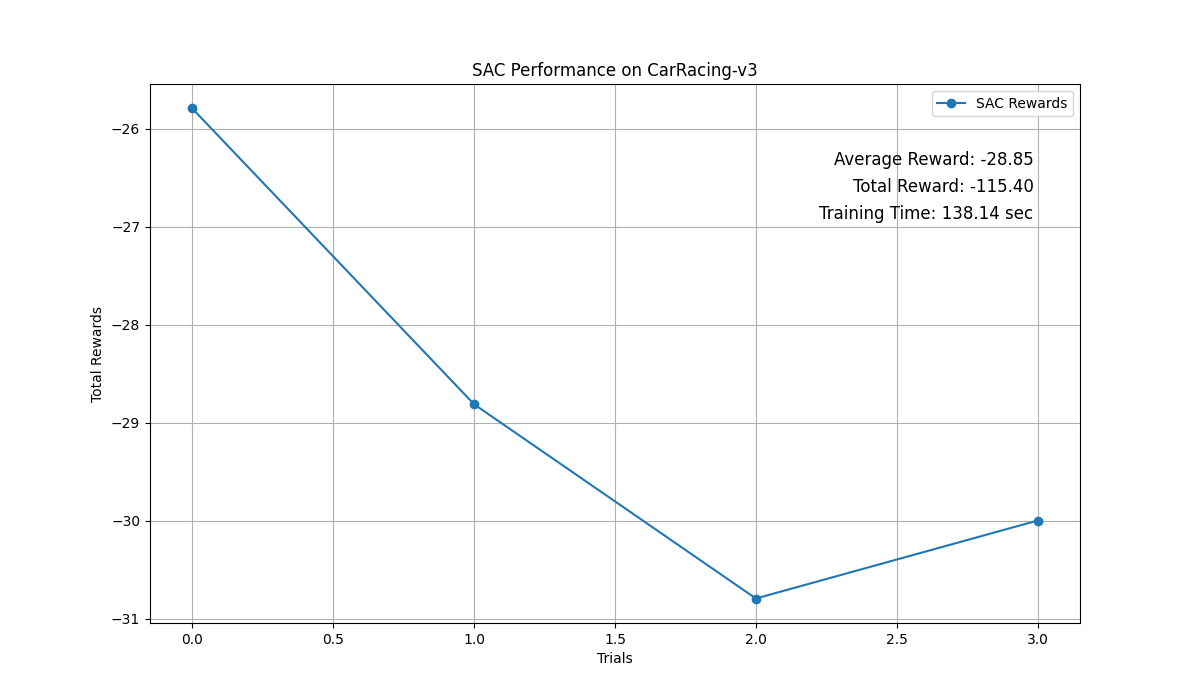 SAC Performance on CarRacing-v3
SAC Rewards
Average Reward: -28.85
Total Reward: -115.40
Training Time: 138.14 sec
Total Rewards
−26
−27
−28
−29
−30
−31
0.0 0.5 1.0 1.5 2.0 2.5 3.0
Trials